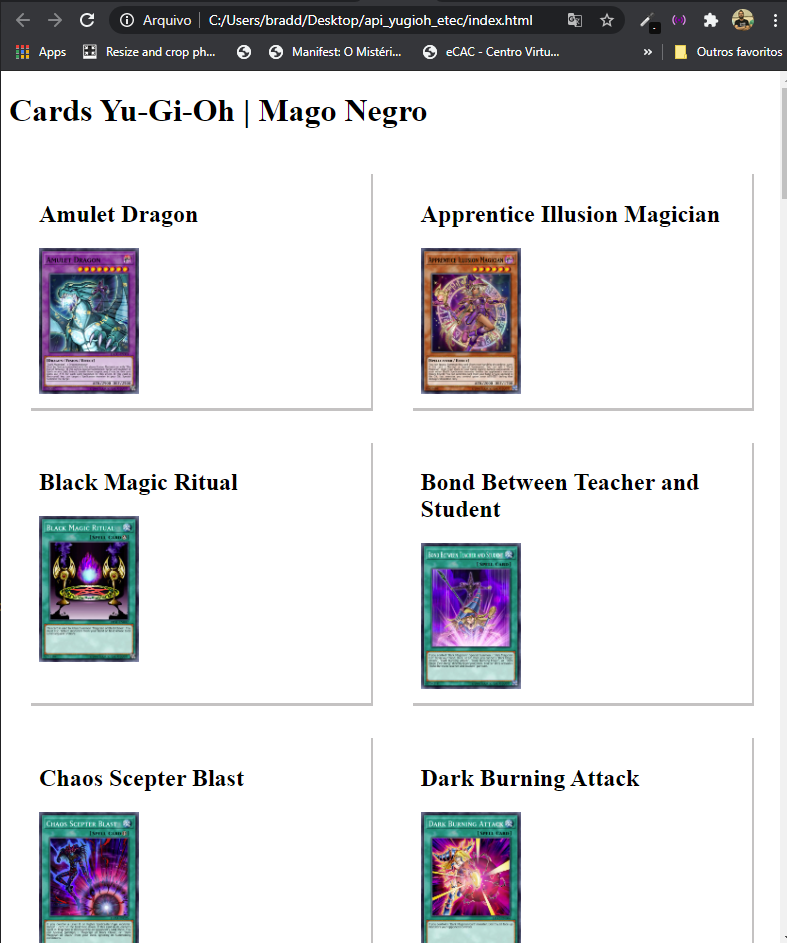 Arquivo
C:/Users/bradd/Desktop/api_yugioh_etec/index.html
Apps
Resize and crop ph...
Manifest: O Mistéri...
eCAC - Centro Virtu...
»
Outros favoritos
Cards Yu-Gi-Oh | Mago Negro
Amulet Dragon
Apprentice Illusion Magician
AMULET DRAGON
APPRENTICE ILLUSION MAGICIAN
Black Magic Ritual
Bond Between Teacher and
Student
BLACK MAGIC RITUAL
[SPELL CARD]
BOND BETWEEN TEACHER AND STUDENT
[SPELL CARD]
Chaos Scepter Blast
Dark Burning Attack
CHAOS SCEPTER BLAST
[SPELL CARD]
DARK BURNING ATTACK
[SPELL CARD]